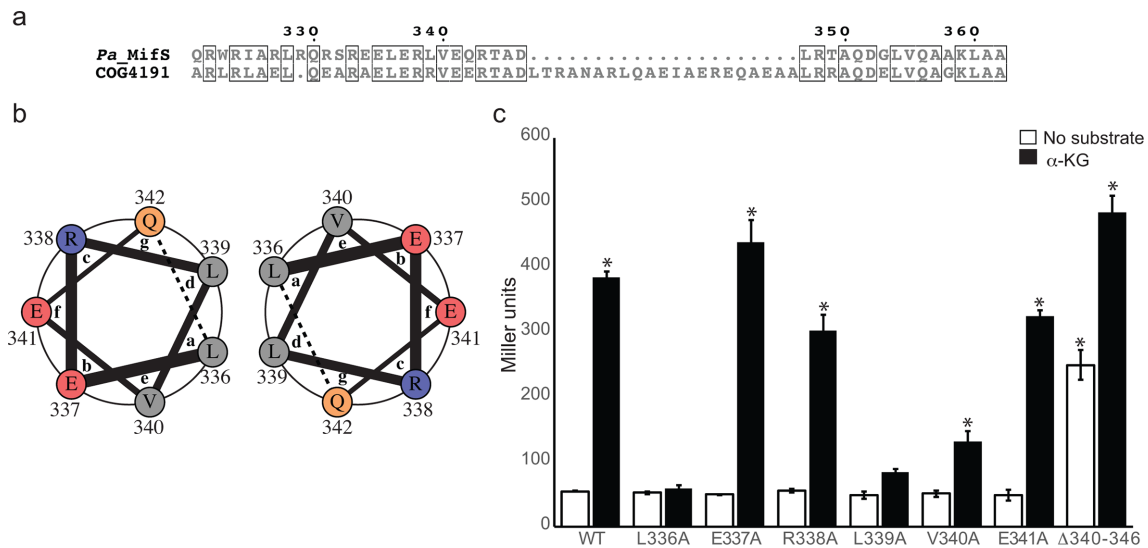 a
330 340 350 360
Pa_MifS QRWRIARLRQRSREELERLVEQRTAD.....................LRTAQDGLVQAAKLAA
COG4191 ARLRLAEL.QEARAELERRVEERTADLTRANARLQAEIAEREQAEAALRRAQDELVQAGKLAA
b
342
Q
g
338
R
c
339
L
d
E
f
341
a
L
336
b
E
337
e
V
340
340
V
e
336
L
a
E
337
b
f
E
341
L
d
339
c
R
338
g
Q
342
c
Miller units
600
500
400
300
200
100
0
No substrate
α-KG
* * * * * * *
WT L336A E337A R338A L339A V340A E341A Δ340-346